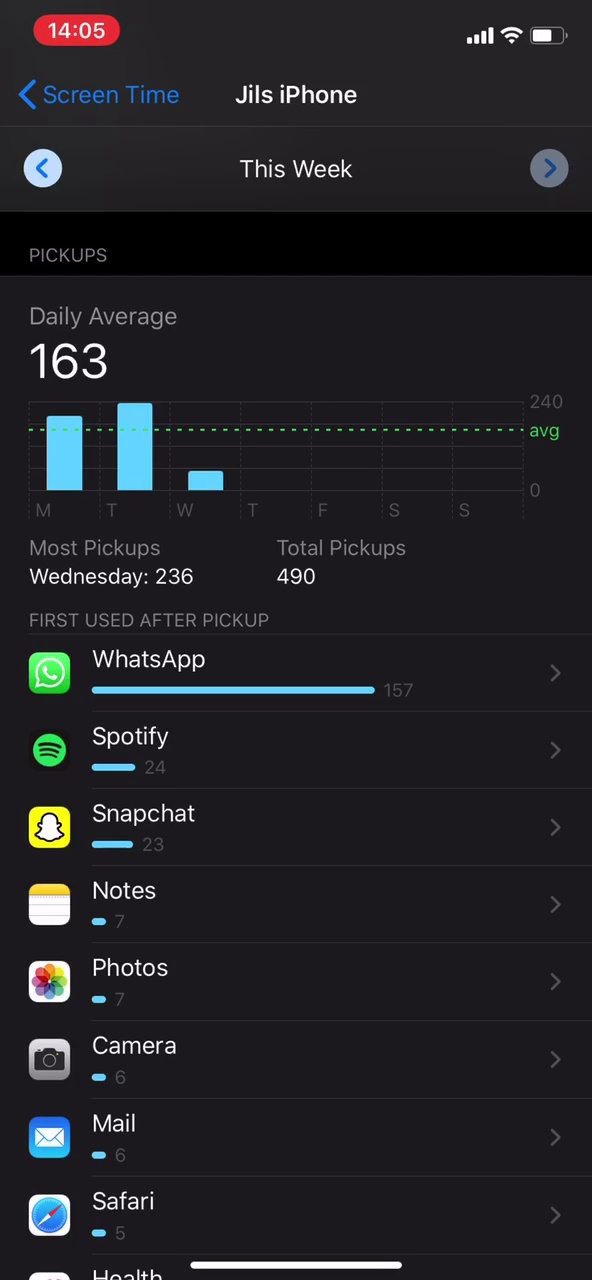 14:05
Screen Time
Jils iPhone
This Week
PICKUPS
Daily Average
163
240
avg
0
M T W T F S S
Most Pickups Total Pickups
Wednesday: 236 490
FIRST USED AFTER PICKUP
WhatsApp
157
Spotify
24
Snapchat
23
Notes
7
Photos
7
Camera
6
Mail
6
Safari
5
Health